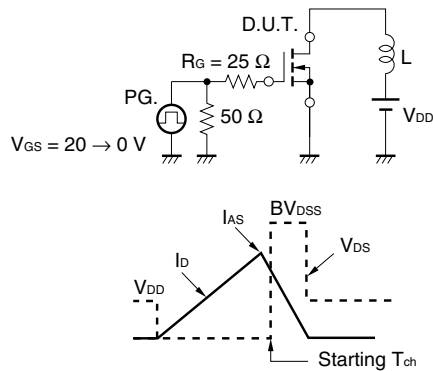 D.U.T.
RG = 25 Ω
L
PG.
50 Ω
VDD
VGS = 20 → 0 V
BVDSS
IAS
VDS
ID
VDD
Starting Tch